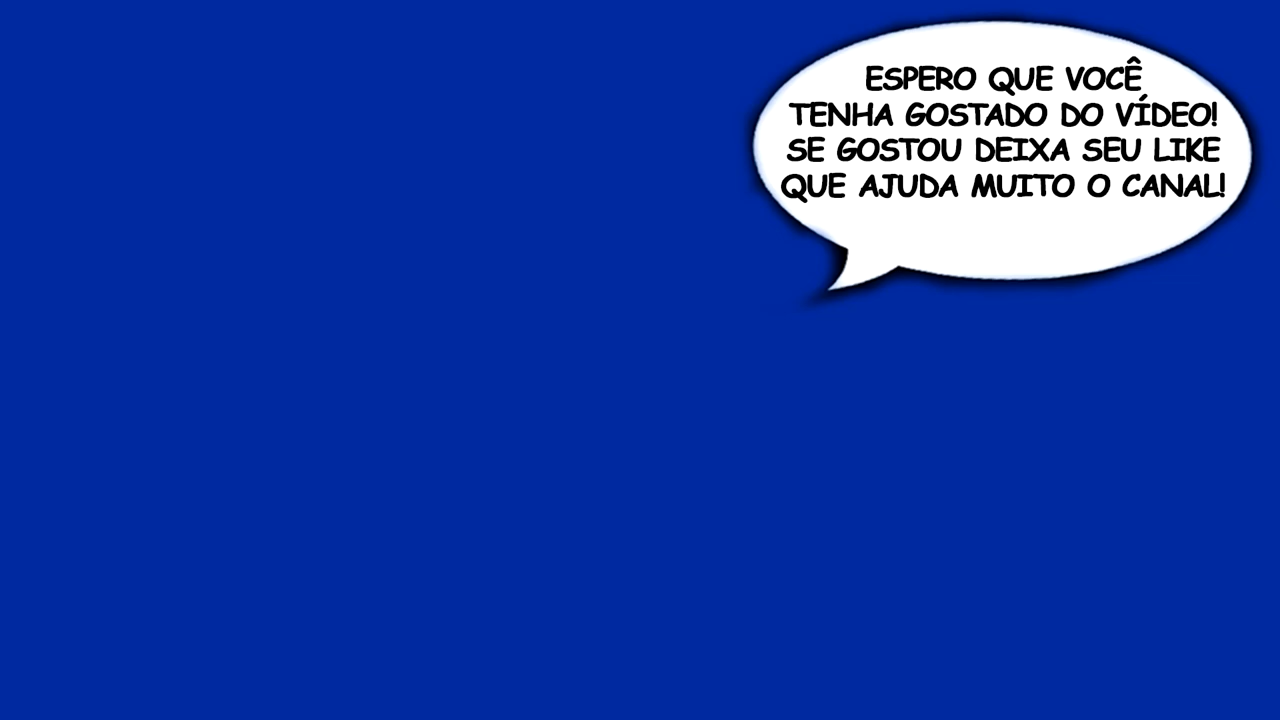 ESPERO QUE VOCÊ
TENHA GOSTADO DO VÍDEO!
SE GOSTOU DEIXA SEU LIKE
QUE AJUDA MUITO O CANAL!